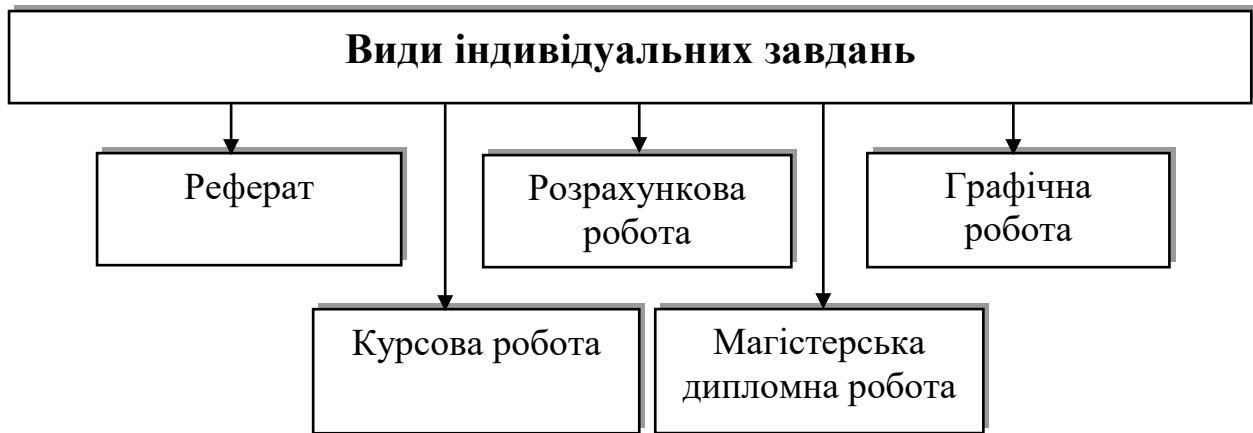 Види індивідуальних завдань
Реферат
Розрахункова
робота
Графічна
робота
Курсова робота
Магістерська
дипломна робота